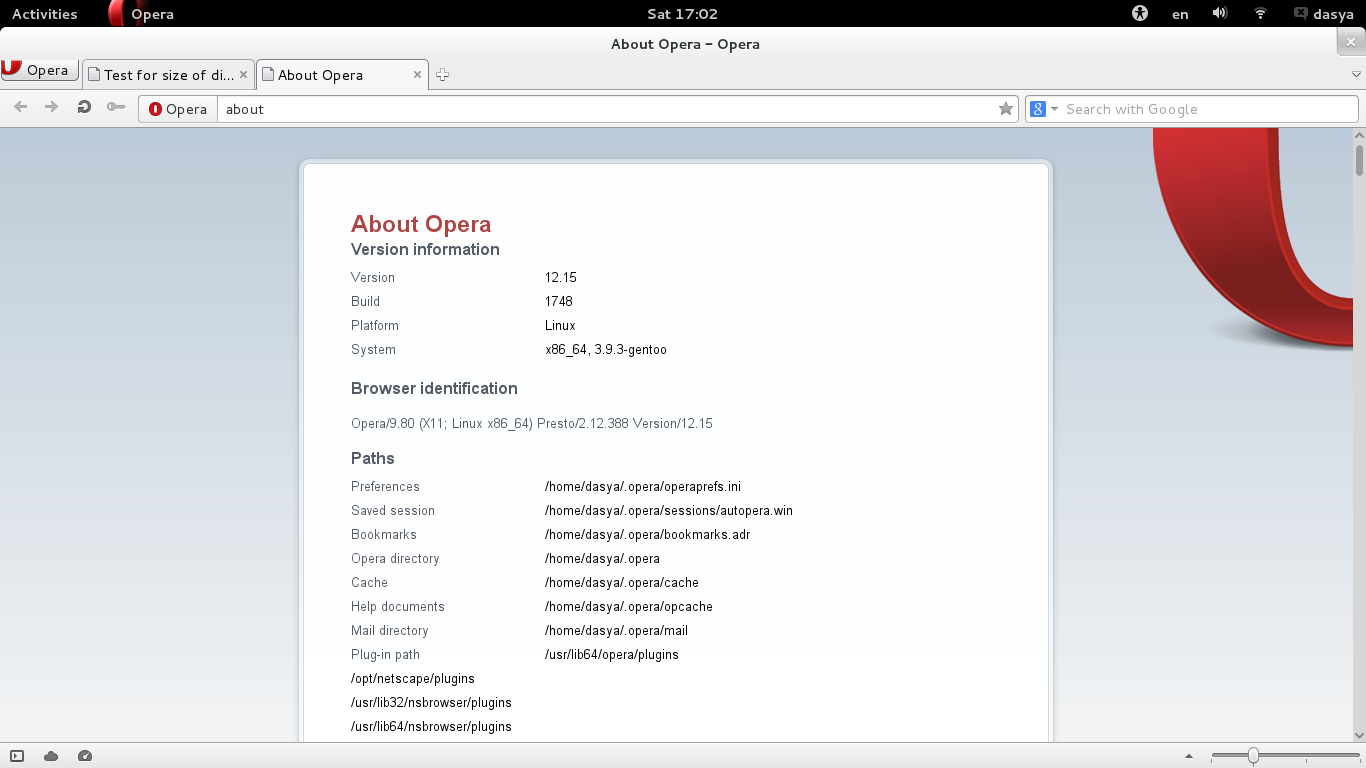 Activities Opera Sat 17:02 en dasya
About Opera - Opera
Opera Test for size of di... About Opera
Opera about Search with Google
About Opera
Version information
Version 12.15
Build 1748
Platform Linux
System x86_64, 3.9.3-gentoo
Browser identification
Opera/9.80 (X11; Linux x86_64) Presto/2.12.388 Version/12.15
Paths
Preferences /home/dasya/.opera/operaprefs.ini
Saved session /home/dasya/.opera/sessions/autopera.win
Bookmarks /home/dasya/.opera/bookmarks.adr
Opera directory /home/dasya/.opera
Cache /home/dasya/.opera/cache
Help documents /home/dasya/.opera/opcache
Mail directory /home/dasya/.opera/mail
Plug-in path /usr/lib64/opera/plugins
/opt/netscape/plugins
/usr/lib32/nsbrowser/plugins
/usr/lib64/nsbrowser/plugins